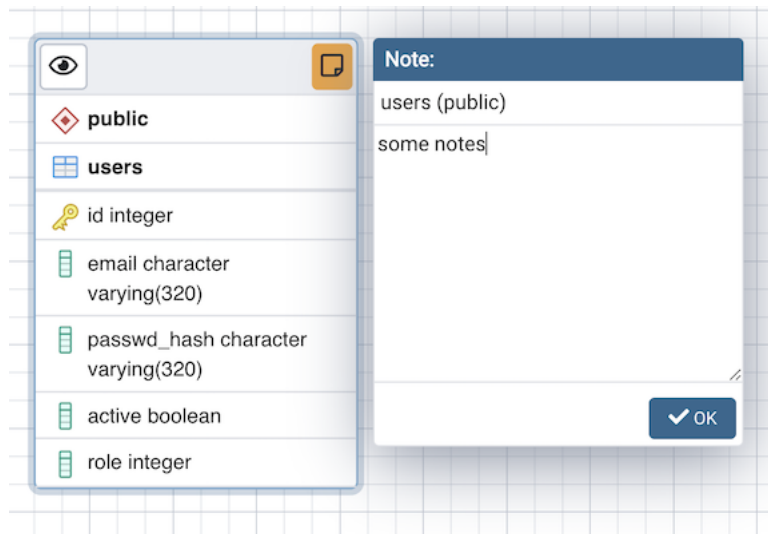 public
users
id integer
email character
varying(320)
passwd_hash character
varying(320)
active boolean
role integer
Note:
users (public)
some notes
OK